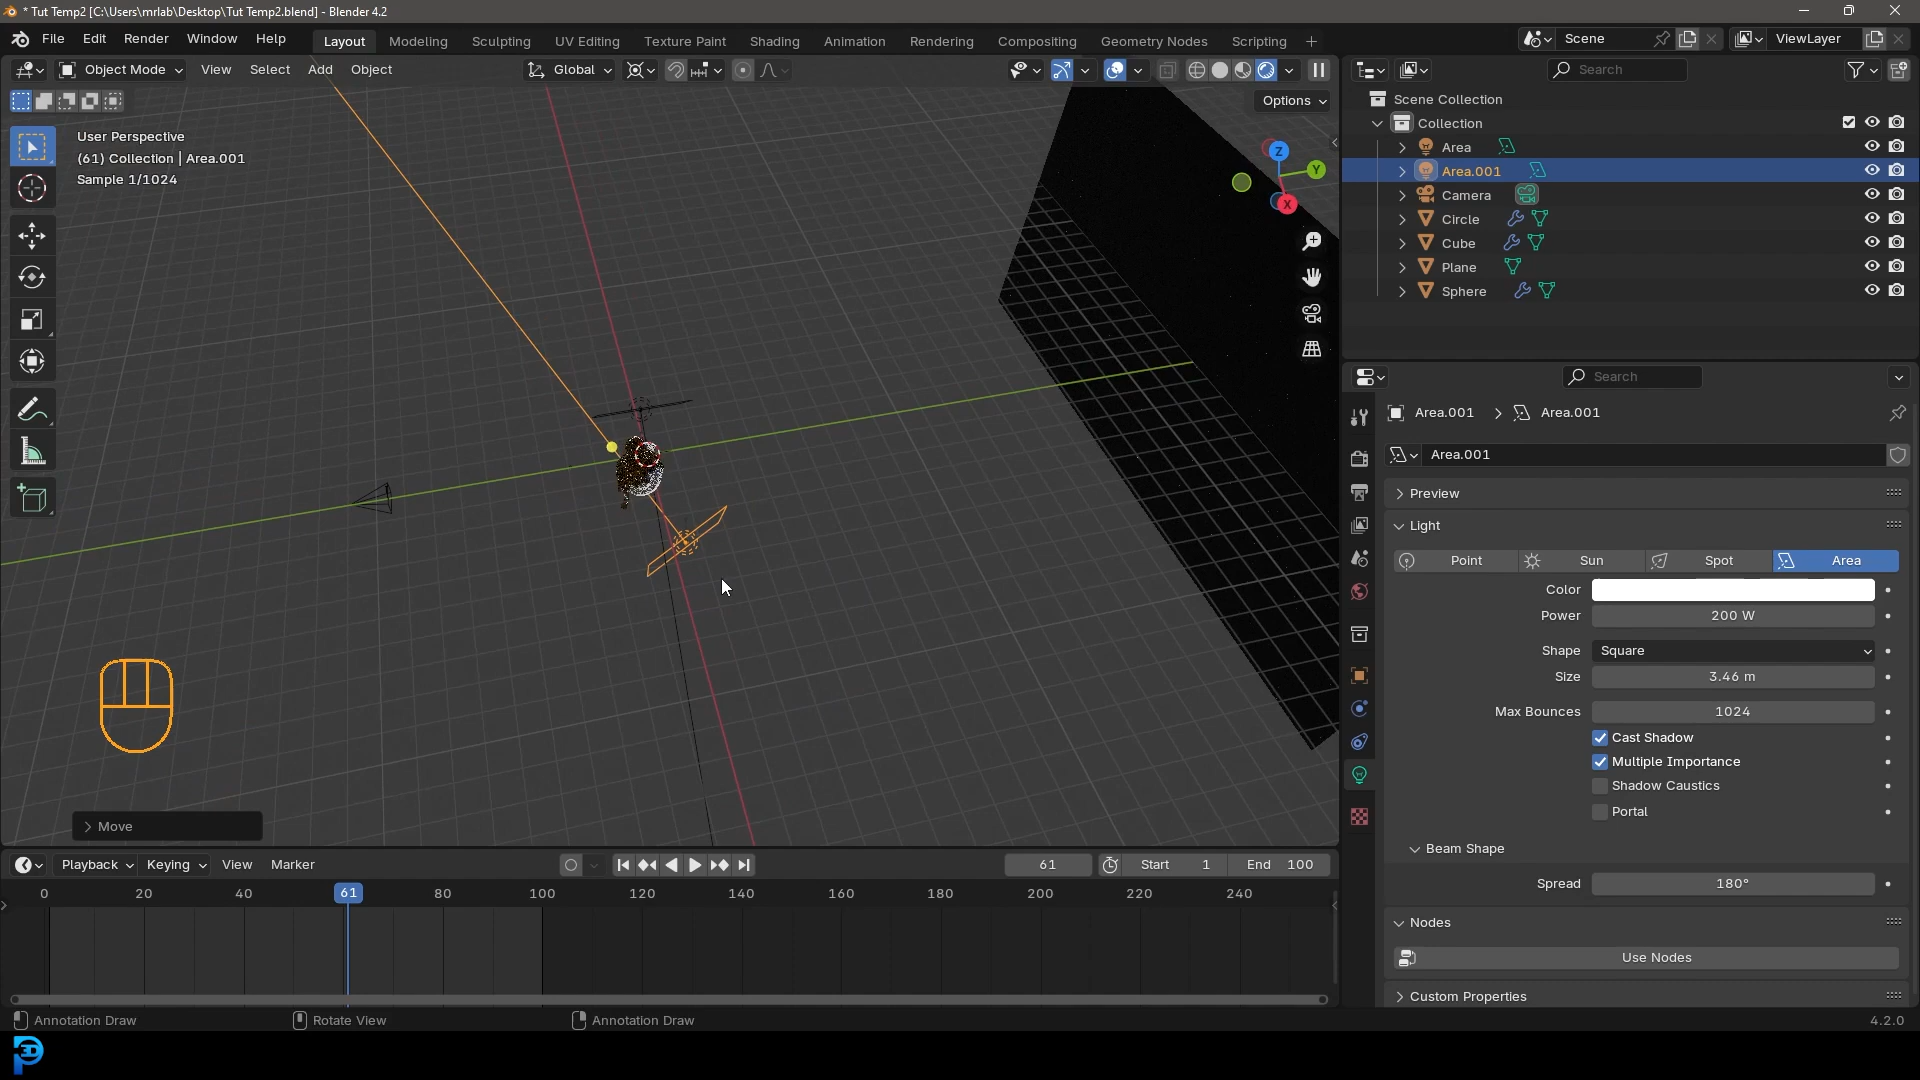 * Tut Temp2 [C:\Users\mrlab\Desktop\Tut Temp2.blend] - Blender 4.2
File Edit Render Window Help Layout Modeling Sculpting UV Editing Texture Paint Shading Animation Rendering Compositing Geometry Nodes Scripting + Scene ViewLayer
Object Mode View Select Add Object Global Search
Options
User Perspective
(61) Collection | Area.001
Sample 1/1024
Z
Y
X
Scene Collection
Collection
Area
Area.001
Camera
Circle
Cube
Plane
Sphere
Search
Area.001 > Area.001
Area.001
Preview
Light
Point Sun Spot Area
Color
Power 200 W
Shape Square
Size 3.46 m
Max Bounces 1024
Cast Shadow
Multiple Importance
Shadow Caustics
Portal
Beam Shape
Spread 180°
Nodes
Use Nodes
Custom Properties
Move
Playback Keying View Marker 61 Start 1 End 100
0 20 40 61 80 100 120 140 160 180 200 220 240
Annotation Draw Rotate View Annotation Draw 4.2.0
P3D